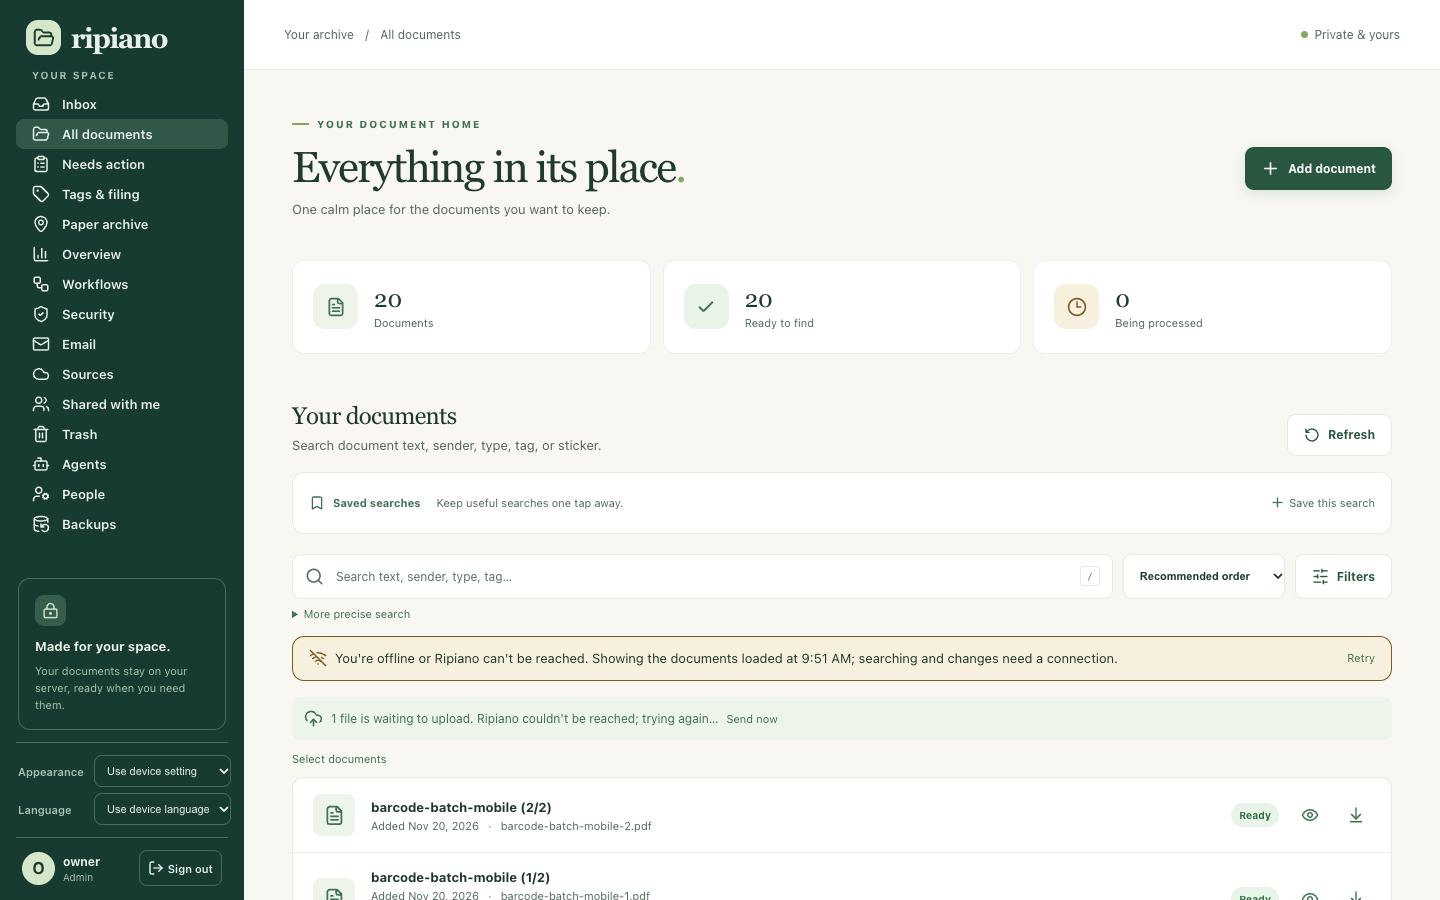 ripiano
YOUR SPACE
Inbox
All documents
Needs action
Tags & filing
Paper archive
Overview
Workflows
Security
Email
Sources
Shared with me
Trash
Agents
People
Backups
Made for your space.
Your documents stay on your
server, ready when you need
them.
Appearance Use device setting
Language Use device language
O owner
Admin
Sign out
Your archive / All documents
Private & yours
YOUR DOCUMENT HOME
Everything in its place.
One calm place for the documents you want to keep.
Add document
20
Documents
20
Ready to find
0
Being processed
Your documents
Search document text, sender, type, tag, or sticker.
Refresh
Saved searches Keep useful searches one tap away.
Save this search
Search text, sender, type, tag... /
Recommended order
Filters
More precise search
You're offline or Ripiano can't be reached. Showing the documents loaded at 9:51 AM; searching and changes need a connection.
Retry
1 file is waiting to upload. Ripiano couldn't be reached; trying again... Send now
Select documents
barcode-batch-mobile (2/2)
Added Nov 20, 2026 · barcode-batch-mobile-2.pdf
Ready
barcode-batch-mobile (1/2)
Added Nov 20, 2026 · barcode-batch-mobile-1.pdf
Ready